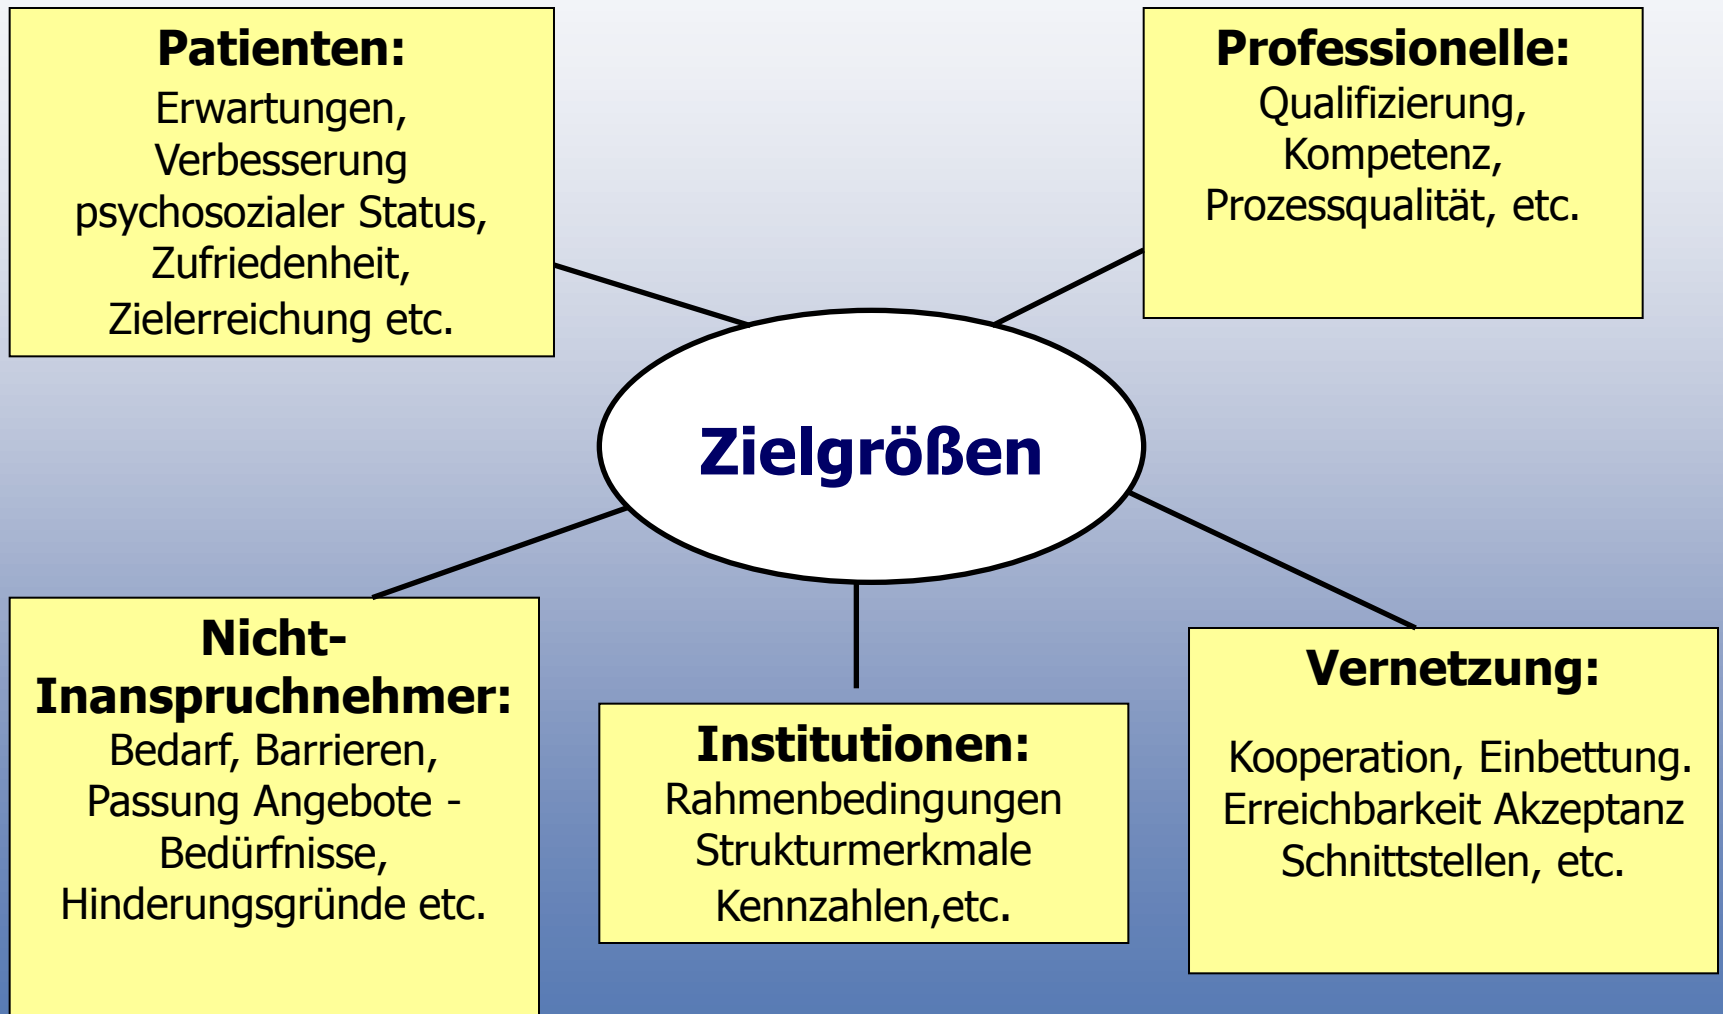 Patienten:
Erwartungen,
Verbesserung
psychosozialer Status,
Zufriedenheit,
Zielerreichung etc.
Professionelle:
Qualifizierung,
Kompetenz,
Prozessqualität, etc.
Zielgrößen
Nicht-
Inanspruchnehmer:
Bedarf, Barrieren,
Passung Angebote -
Bedürfnisse,
Hinderungsgründe etc.
Institutionen:
Rahmenbedingungen
Strukturmerkmale
Kennzahlen,etc.
Vernetzung:
Kooperation, Einbettung.
Erreichbarkeit Akzeptanz
Schnittstellen, etc.